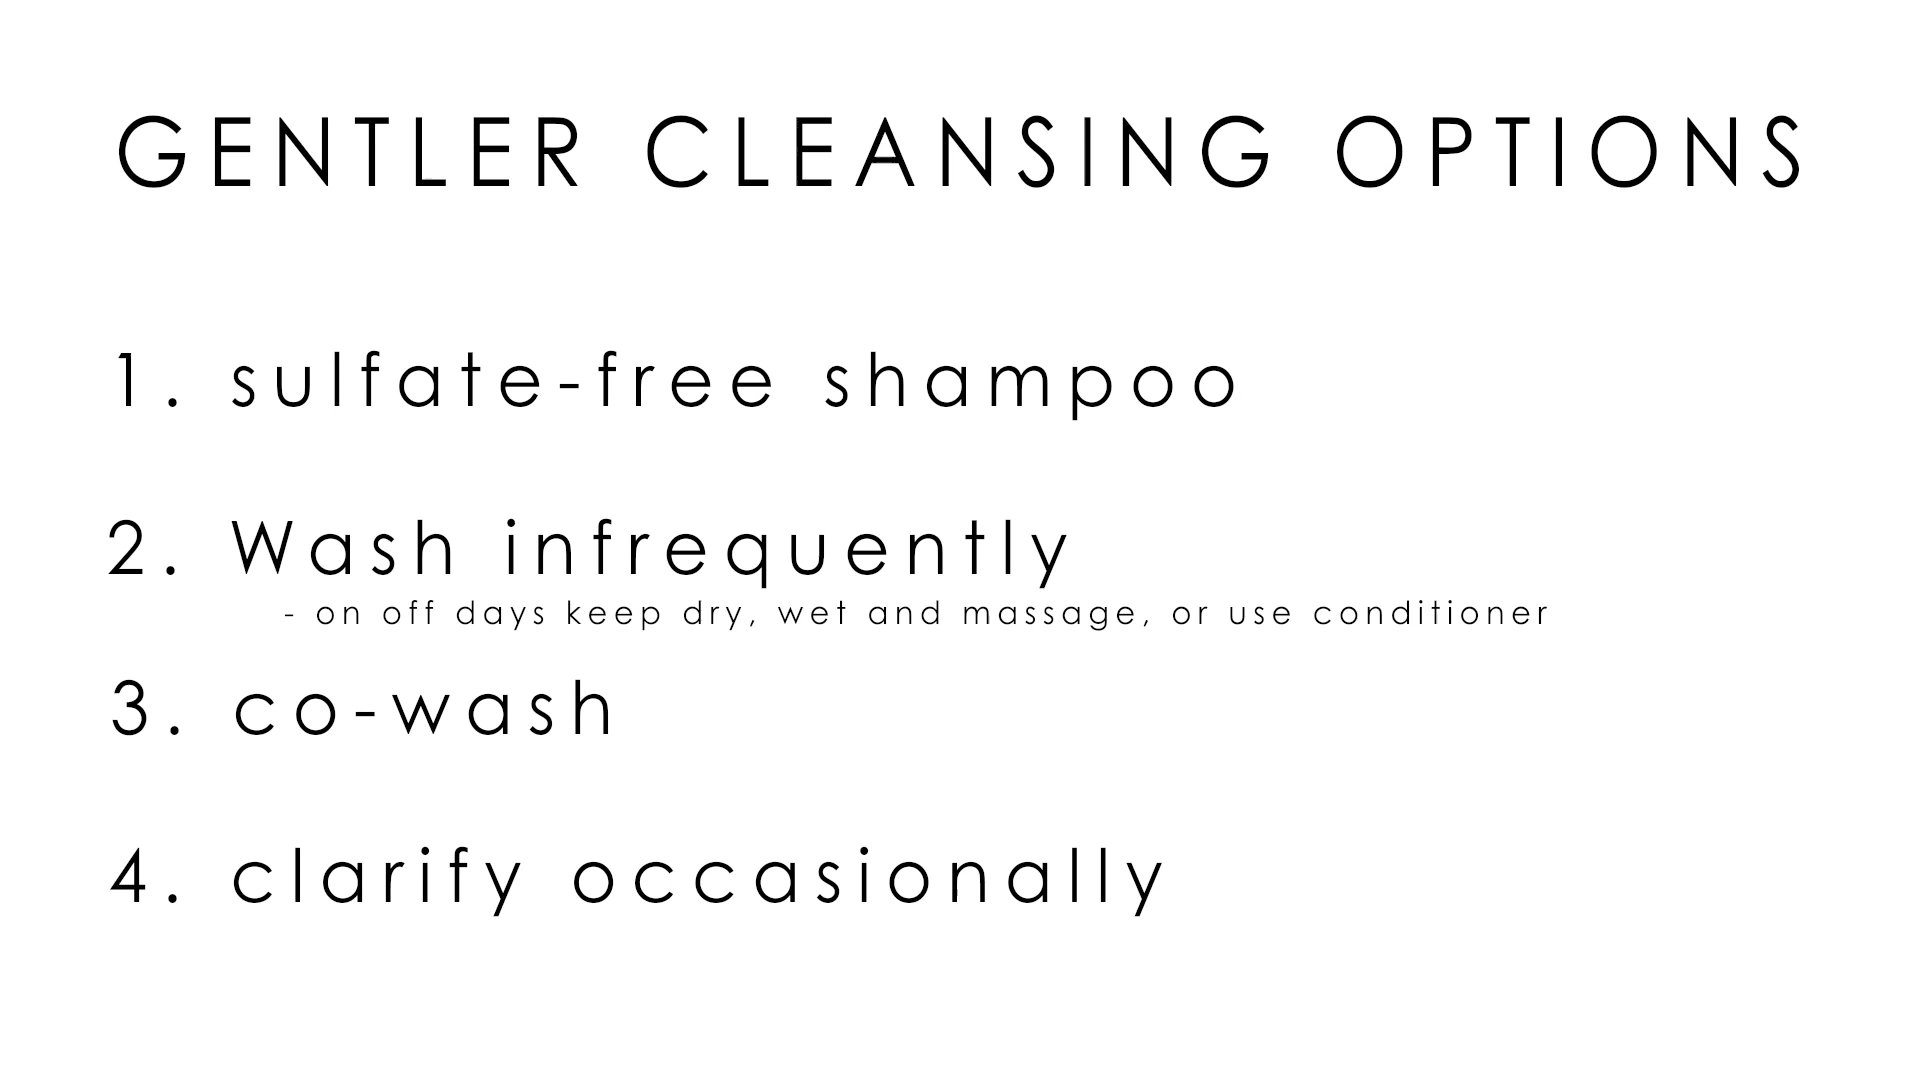 GENTLER CLEANSING OPTIONS
1. sulfate-free shampoo
2. Wash infrequently
- on off days keep dry, wet and massage, or use conditioner
3. co-wash
4. clarify occasionally